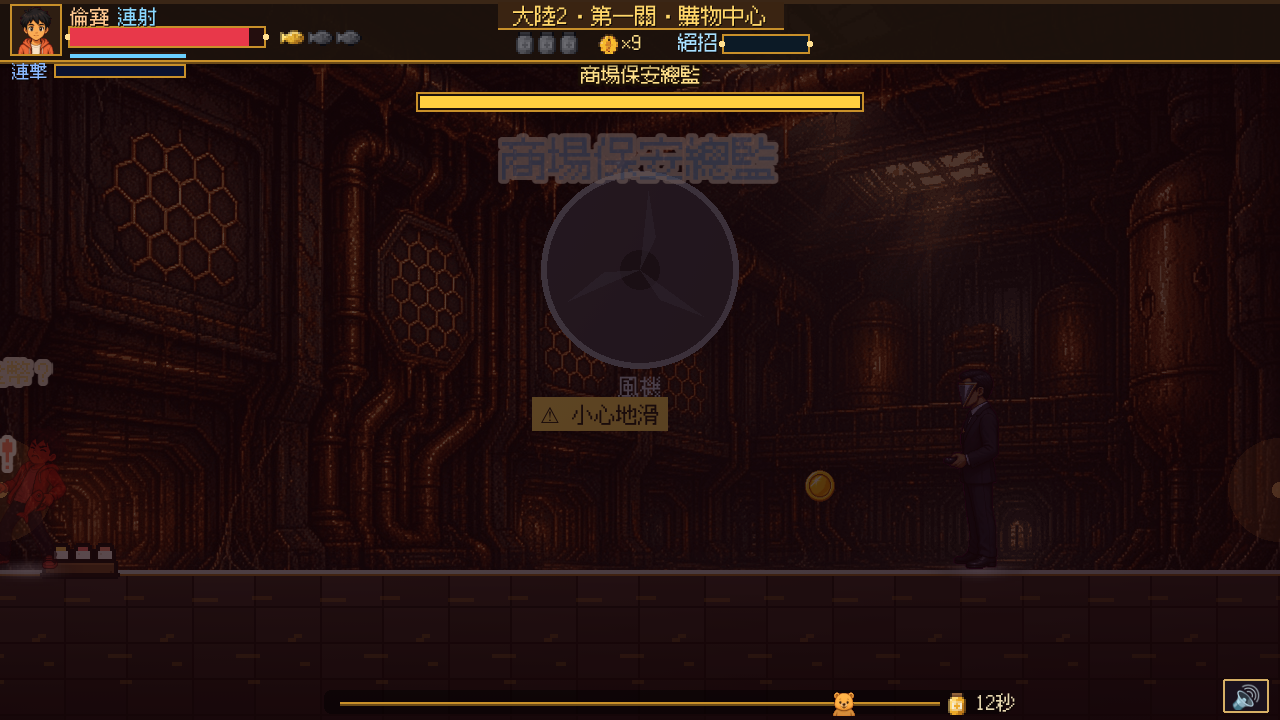 倫寶 連射
大陸2・第一關・購物中心
×9
絕招
連擊
商場保安總監
商場保安總監
風機
⚠ 小心地滑
12秒